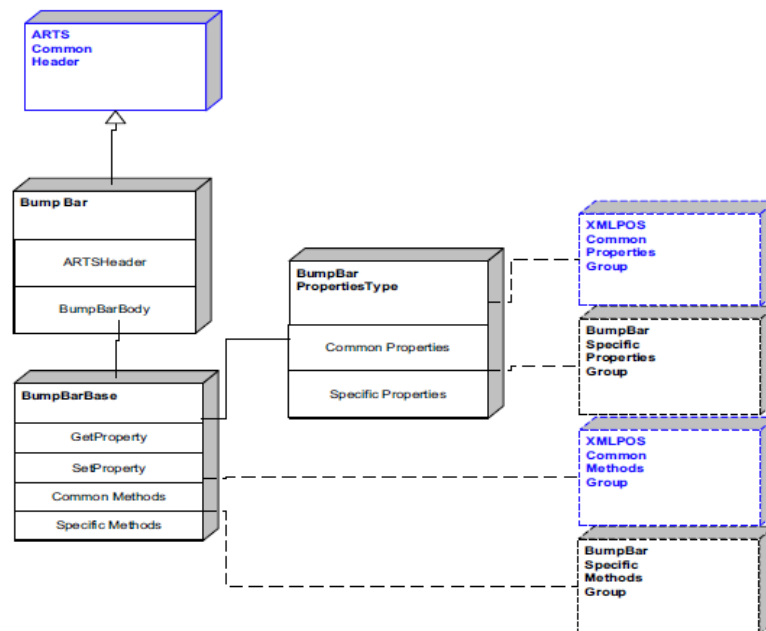 ARTS
Common
Header
Bump Bar
ARTSHeader
BumpBarBody
BumpBarBase
GetProperty
SetProperty
Common Methods
Specific Methods
BumpBar
PropertiesType
Common Properties
Specific Properties
XMLPOS
Common
Properties
Group
BumpBar
Specific
Properties
Group
XMLPOS
Common
Methods
Group
BumpBar
Specific
Methods
Group